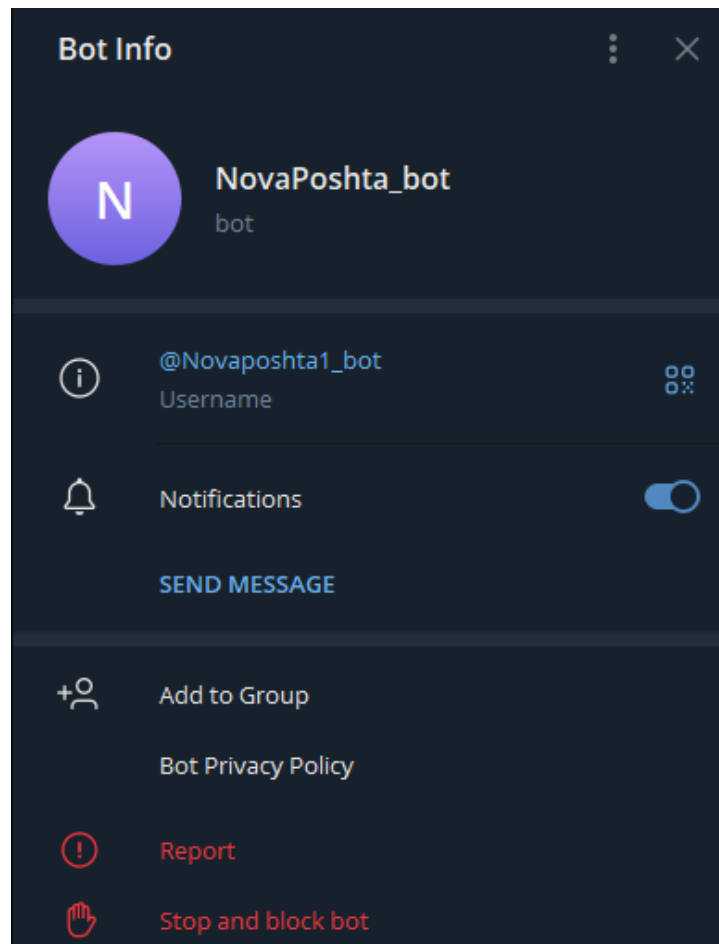 Bot Info
N
NovaPoshta_bot
bot
@Novaposhta1_bot
Username
Notifications
SEND MESSAGE
Add to Group
Bot Privacy Policy
Report
Stop and block bot